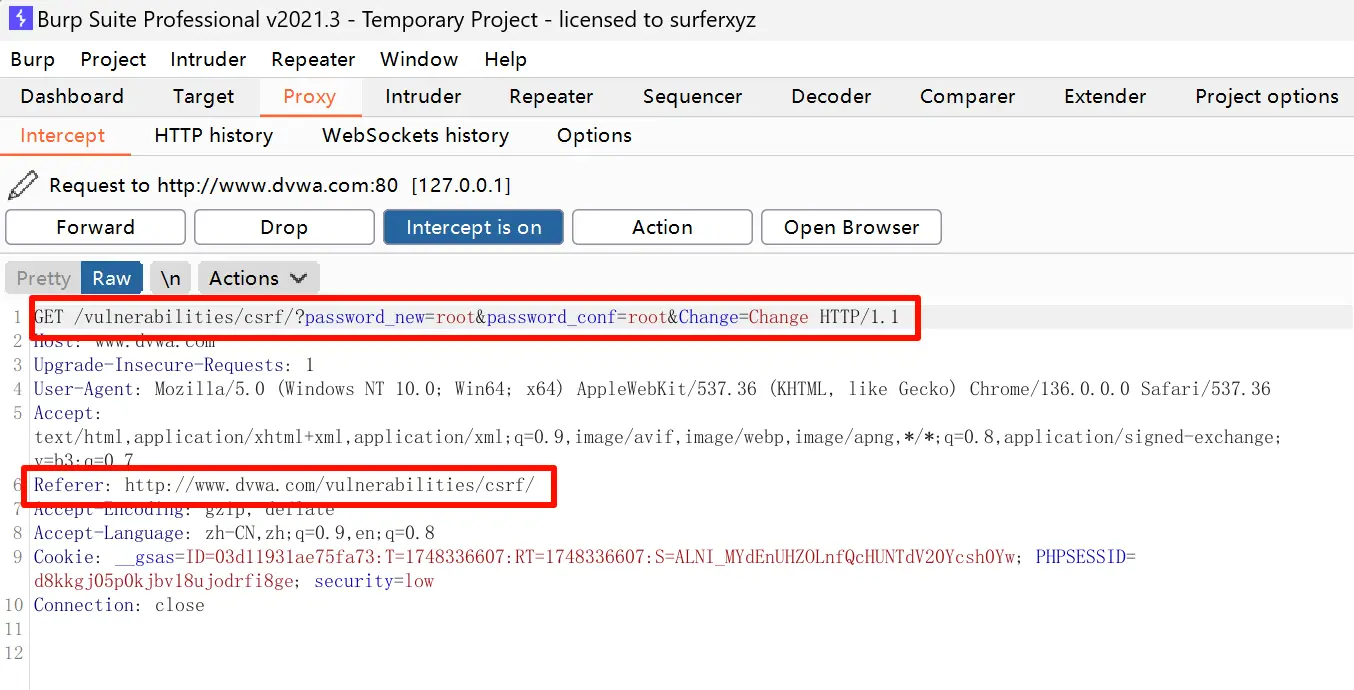 Burp Suite Professional v2021.3 - Temporary Project - licensed to surferxyz
Burp Project Intruder Repeater Window Help
Dashboard Target Proxy Intruder Repeater Sequencer Decoder Comparer Extender Project options
Intercept HTTP history WebSockets history Options
Request to http://www.dvwa.com:80 [127.0.0.1]
Forward Drop Intercept is on Action Open Browser
Pretty Raw \n Actions
1 GET /vulnerabilities/csrf/?password_new=root&password_conf=root&Change=Change HTTP/1.1
2 Host: www.dvwa.com
3 Upgrade-Insecure-Requests: 1
4 User-Agent: Mozilla/5.0 (Windows NT 10.0; Win64; x64) AppleWebKit/537.36 (KHTML, like Gecko) Chrome/136.0.0.0 Safari/537.36
5 Accept:
text/html,application/xhtml+xml,application/xml;q=0.9,image/avif,image/webp,image/apng,*/*;q=0.8,application/signed-exchange;
v=b3;q=0.7
6 Referer: http://www.dvwa.com/vulnerabilities/csrf/
7 Accept-Encoding: gzip, deflate
8 Accept-Language: zh-CN,zh;q=0.9,en;q=0.8
9 Cookie: __gsas=ID=03d11931ae75fa73:T=1748336607:RT=1748336607:S=ALNI_MYdEnUHZOLnfQcHUNTdV20Ycsh0Yw; PHPSESSID=
d8kkgj05p0kjbvl8ujodrfi8ge; security=low
10 Connection: close
11
12